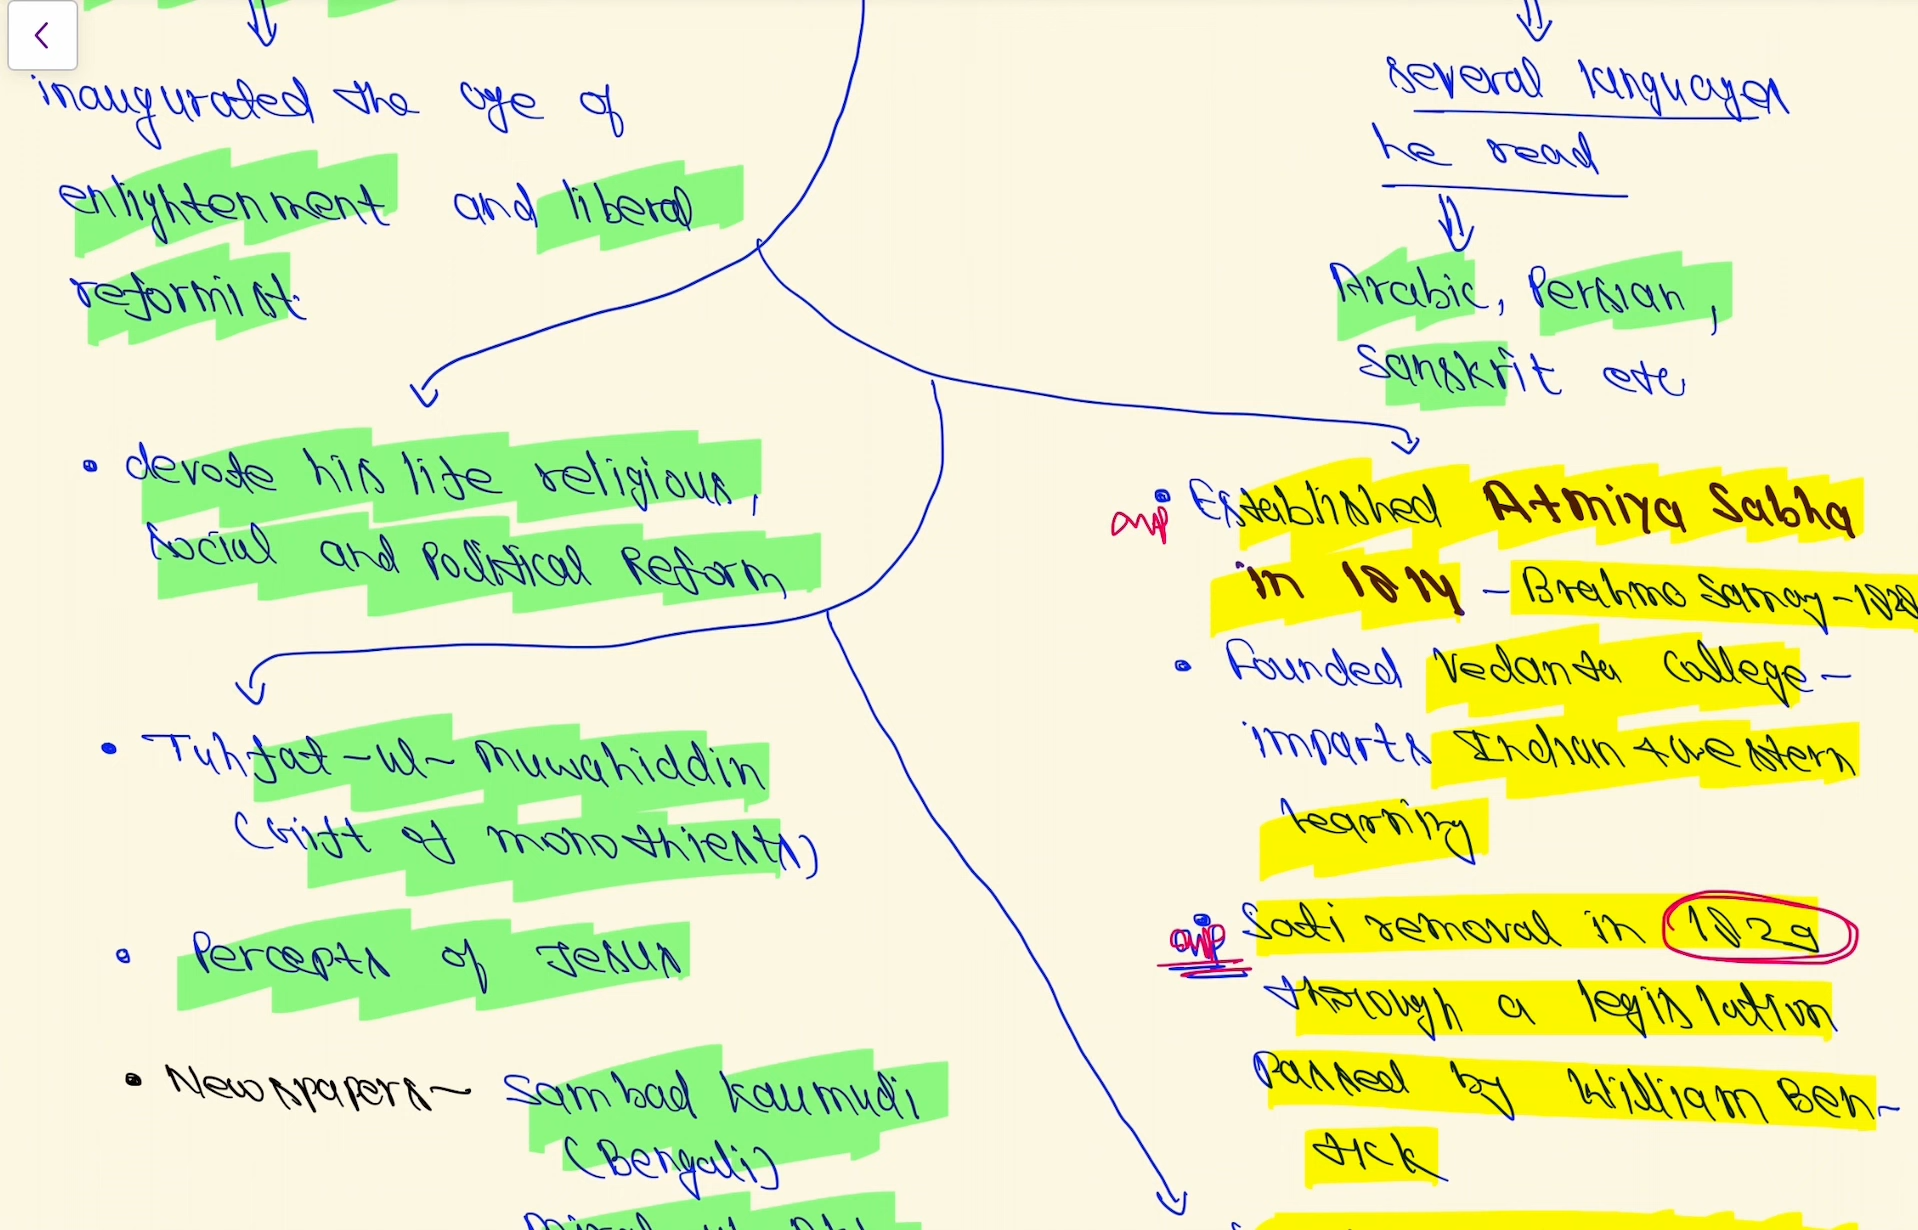 inaugurated the age of
enlightenment and liberal
reformist.
devote his life religious,
social and Political Reform
Tuhfat-ul-muwahiddin
(Gift of monothiests)
Percepts of Jesus
Newspapers- Sambad Kaumudi
(Bengali)
several languages
he read
Arabic, Persian,
Sanskrit etc
imp Established Atmiya Sabha
in 1814 - Brahmo Samaj-1828
Founded Vedanta College-
imparts Indian + western
learning
imp Sati removal in 1829
through a legislation
Passed by William Ben-
tick